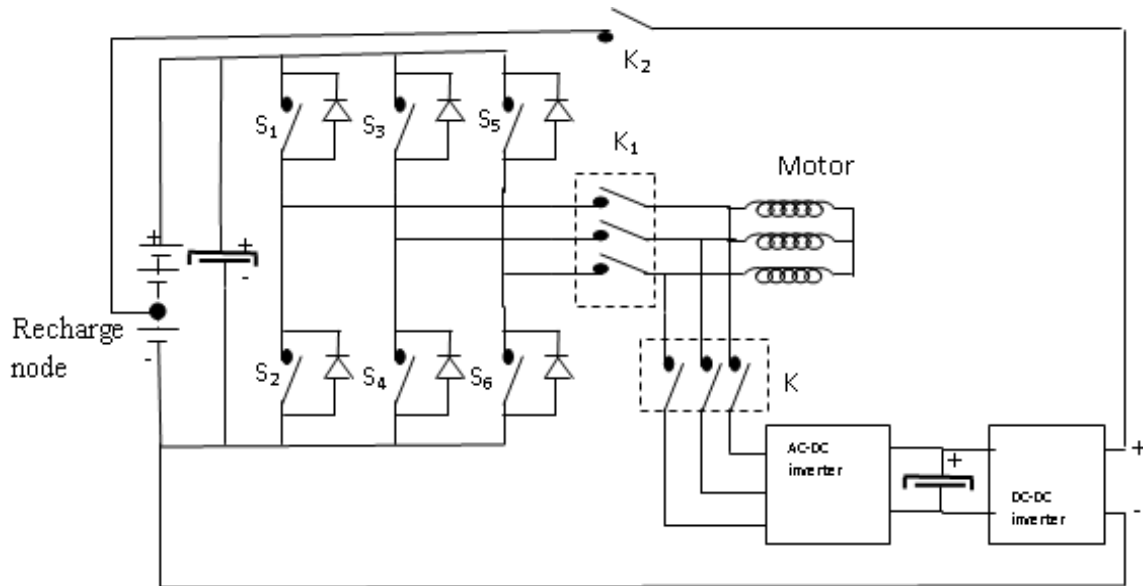 K2
S1
S3
S5
K1
Motor
+
+
-
Recharge
node
-
S2
S4
S6
K
AC-DC
inverter
+
DC-DC
inverter
+
-